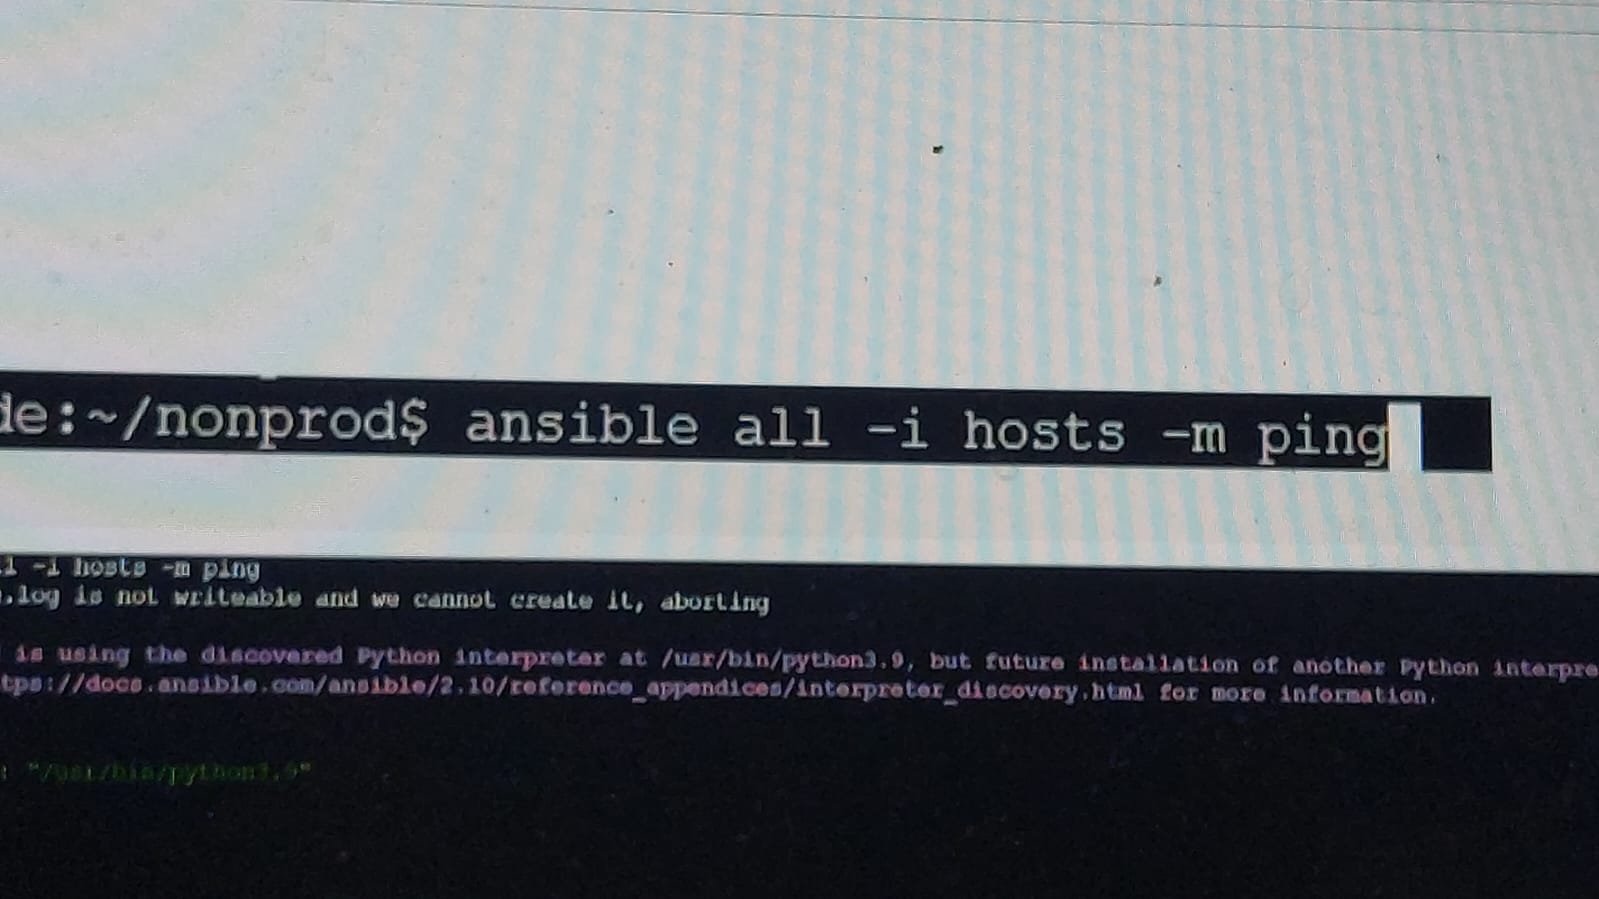 de:~/nonprod$ ansible all -i hosts -m ping
-i hosts -m ping
.log is not writeable and we cannot create it, aborting
is using the discovered Python interpreter at /usr/bin/python3.9, but future installation of another Python interpre
tps://docs.ansible.com/ansible/2.10/reference_appendices/interpreter_discovery.html for more information.
: "/usr/bin/python3.9"